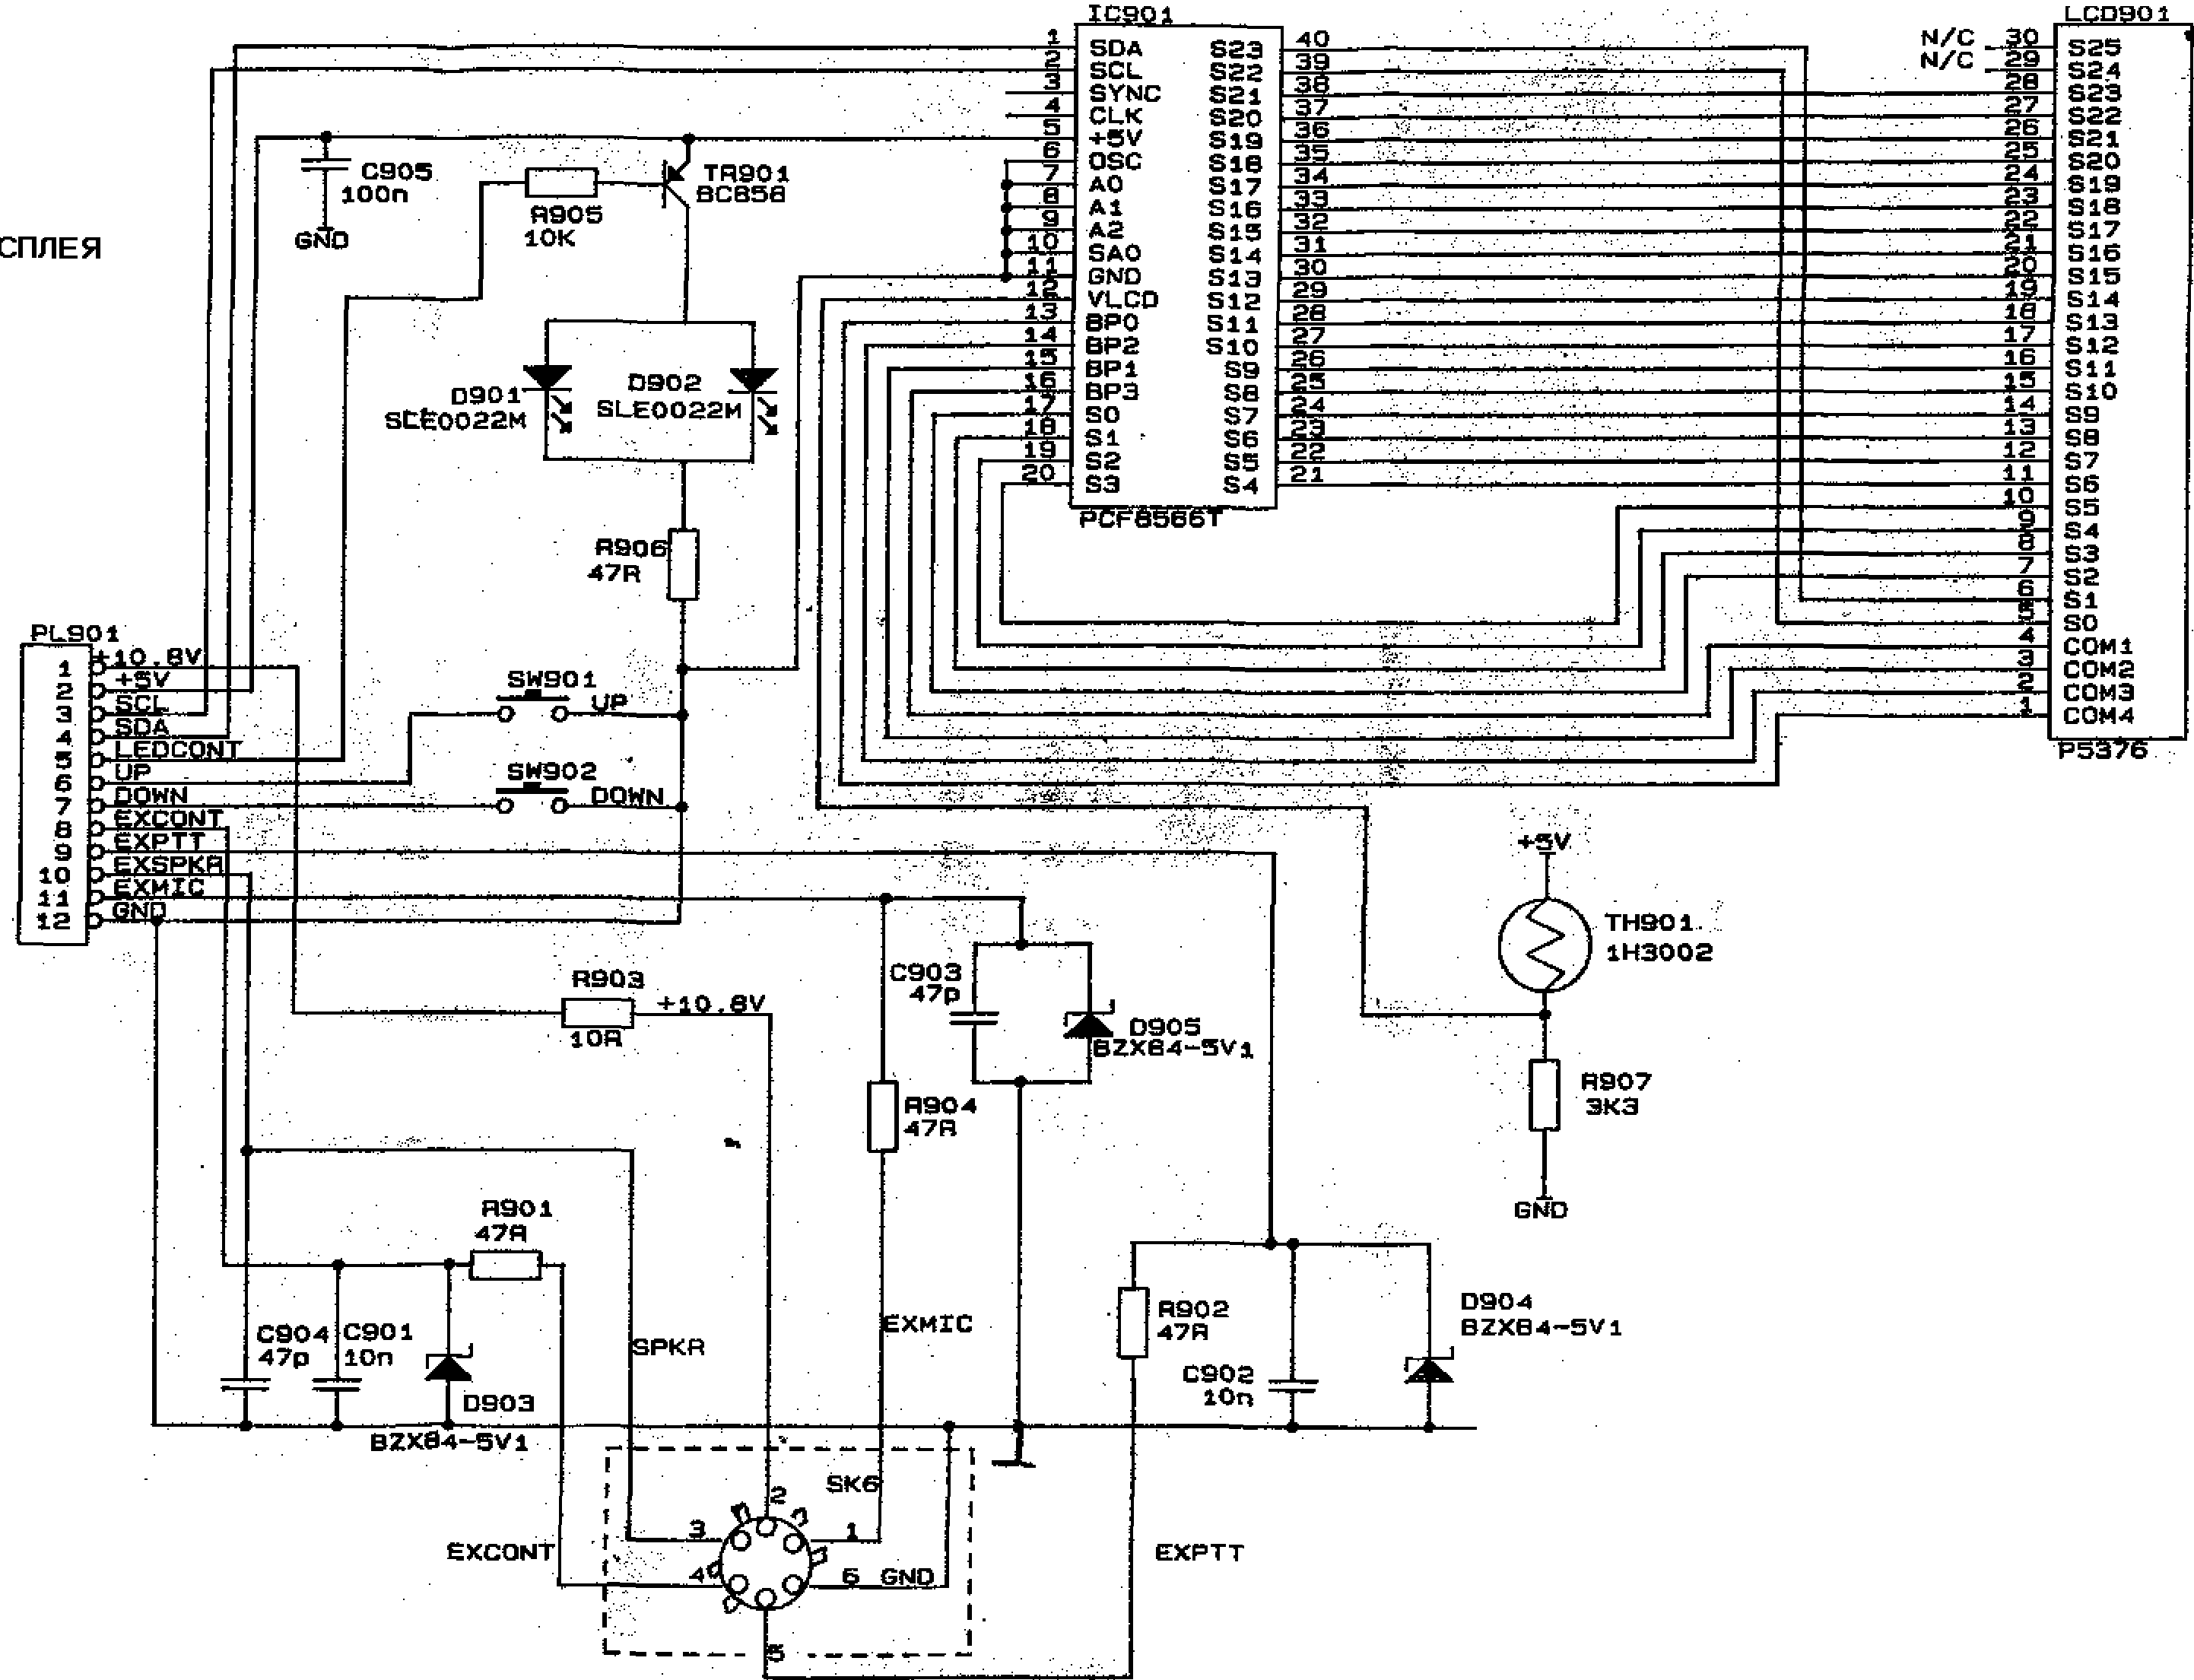 СПЛЕЯ
IC901
1 SDA
2 SCL
3 SYNC
4 CLK
5 +5V
6 OSC
7 A0
8 A1
9 A2
10 SA0
11 GND
12 VLCD
13 BP0
14 BP2
15 BP1
16 BP3
17 S0
18 S1
19 S2
20 S3
S23 40
S22 39
S21 38
S20 37
S19 36
S18 35
S17 34
S16 33
S15 32
S14 31
S13 30
S12 29
S11 28
S10 27
S9 26
S8 25
S7 24
S6 23
S5 22
S4 21
PCF8566T
LCD901
N/C 30 S25
N/C 29 S24
28 S23
27 S22
26 S21
25 S20
24 S19
23 S18
22 S17
21 S16
20 S15
19 S14
18 S13
17 S12
16 S11
15 S10
14 S9
13 S8
12 S7
11 S6
10 S5
9 S4
8 S3
7 S2
6 S1
5 S0
4 COM1
3 COM2
2 COM3
1 COM4
P5376
C905
100n
GND
R905
10K
TR901
BC858
D901
SLE0022M
D902
SLE0022M
R906
47R
PL901
1 +10.8V
2 +5V
3 SCL
4 SDA
5 LEDCONT
6 UP
7 DOWN
8 EXCONT
9 EXPTT
10 EXSPKR
11 EXMIC
12 GND
SW901
UP
SW902
DOWN
R903
10R
+10.8V
C903
47p
D905
BZX84-5V1
R904
47R
+5V
TH901
1H3002
R907
3K3
GND
R901
47R
C904
47p
C901
10n
D903
BZX84-5V1
SPKR
EXMIC
R902
47R
C902
10n
D904
BZX84-5V1
SK6
2
3
1
4
6 GND
5
EXCONT
EXPTT